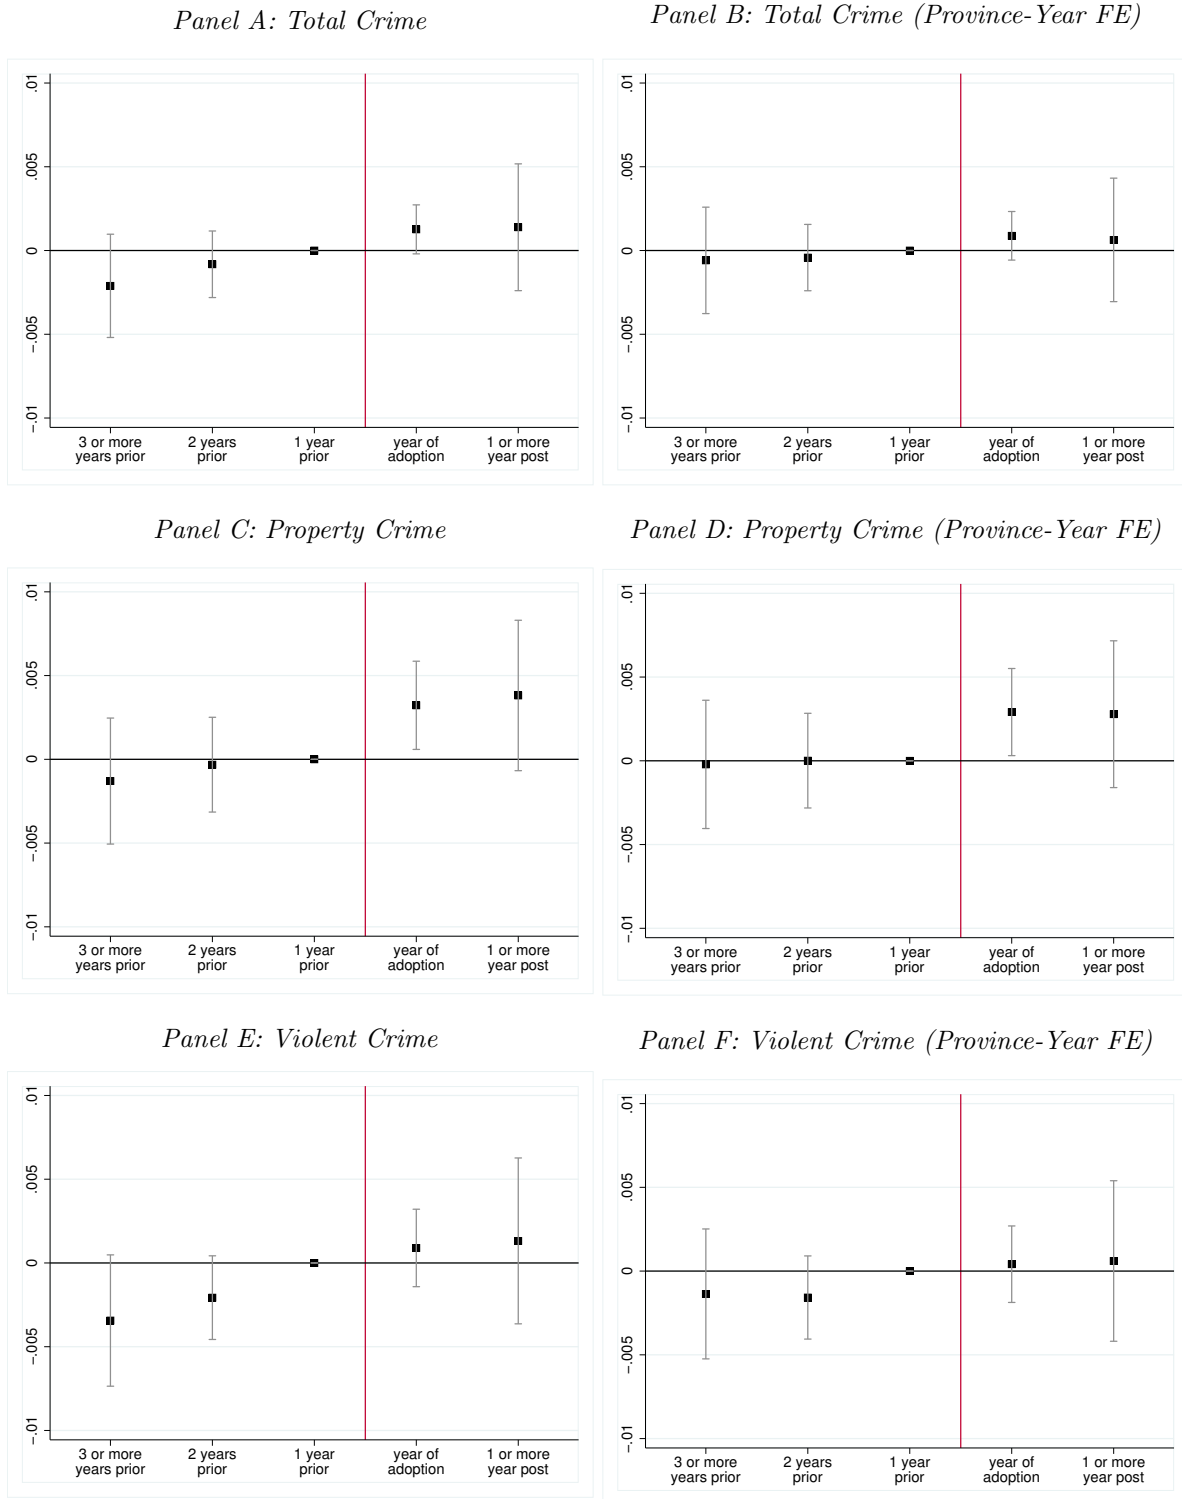 Panel A: Total Crime
.01
.005
0
-.005
-.01
3 or more
years prior
2 years
prior
1 year
prior
year of
adoption
1 or more
year post
Panel B: Total Crime (Province-Year FE)
.01
.005
0
-.005
-.01
3 or more
years prior
2 years
prior
1 year
prior
year of
adoption
1 or more
year post
Panel C: Property Crime
.01
.005
0
-.005
-.01
3 or more
years prior
2 years
prior
1 year
prior
year of
adoption
1 or more
year post
Panel D: Property Crime (Province-Year FE)
.01
.005
0
-.005
-.01
3 or more
years prior
2 years
prior
1 year
prior
year of
adoption
1 or more
year post
Panel E: Violent Crime
.01
.005
0
-.005
-.01
3 or more
years prior
2 years
prior
1 year
prior
year of
adoption
1 or more
year post
Panel F: Violent Crime (Province-Year FE)
.01
.005
0
-.005
-.01
3 or more
years prior
2 years
prior
1 year
prior
year of
adoption
1 or more
year post